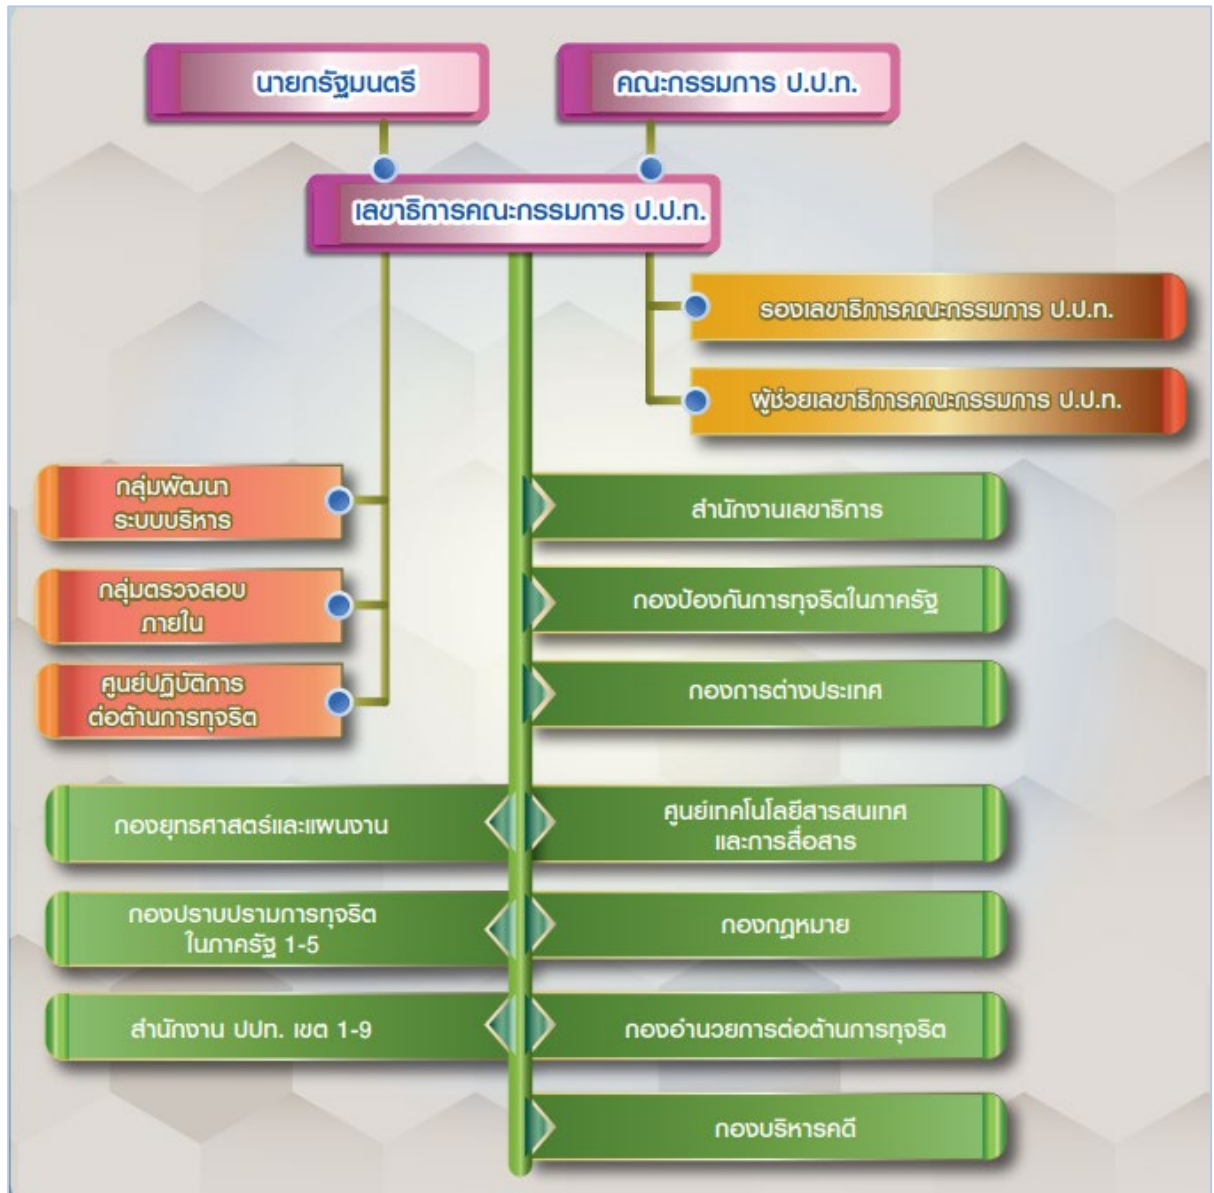 นายกรัฐมนตรี
คณะกรรมการ ป.ป.ท.
เลขาธิการคณะกรรมการ ป.ป.ท.
รองเลขาธิการคณะกรรมการ ป.ป.ท.
ผู้ช่วยเลขาธิการคณะกรรมการ ป.ป.ท.
กลุ่มพัฒนา
ระบบบริหาร
กลุ่มตรวจสอบ
ภายใน
ศูนย์ปฏิบัติการ
ต่อต้านการทุจริต
สำนักงานเลขาธิการ
กองป้องกันการทุจริตในภาครัฐ
กองการต่างประเทศ
กองยุทธศาสตร์และแผนงาน
ศูนย์เทคโนโลยีสารสนเทศ
และการสื่อสาร
กองปราบปรามการทุจริต
ในภาครัฐ 1-5
กองกฎหมาย
สำนักงาน ปปท. เขต 1-9
กองอำนวยการต่อต้านการทุจริต
กองบริหารคดี